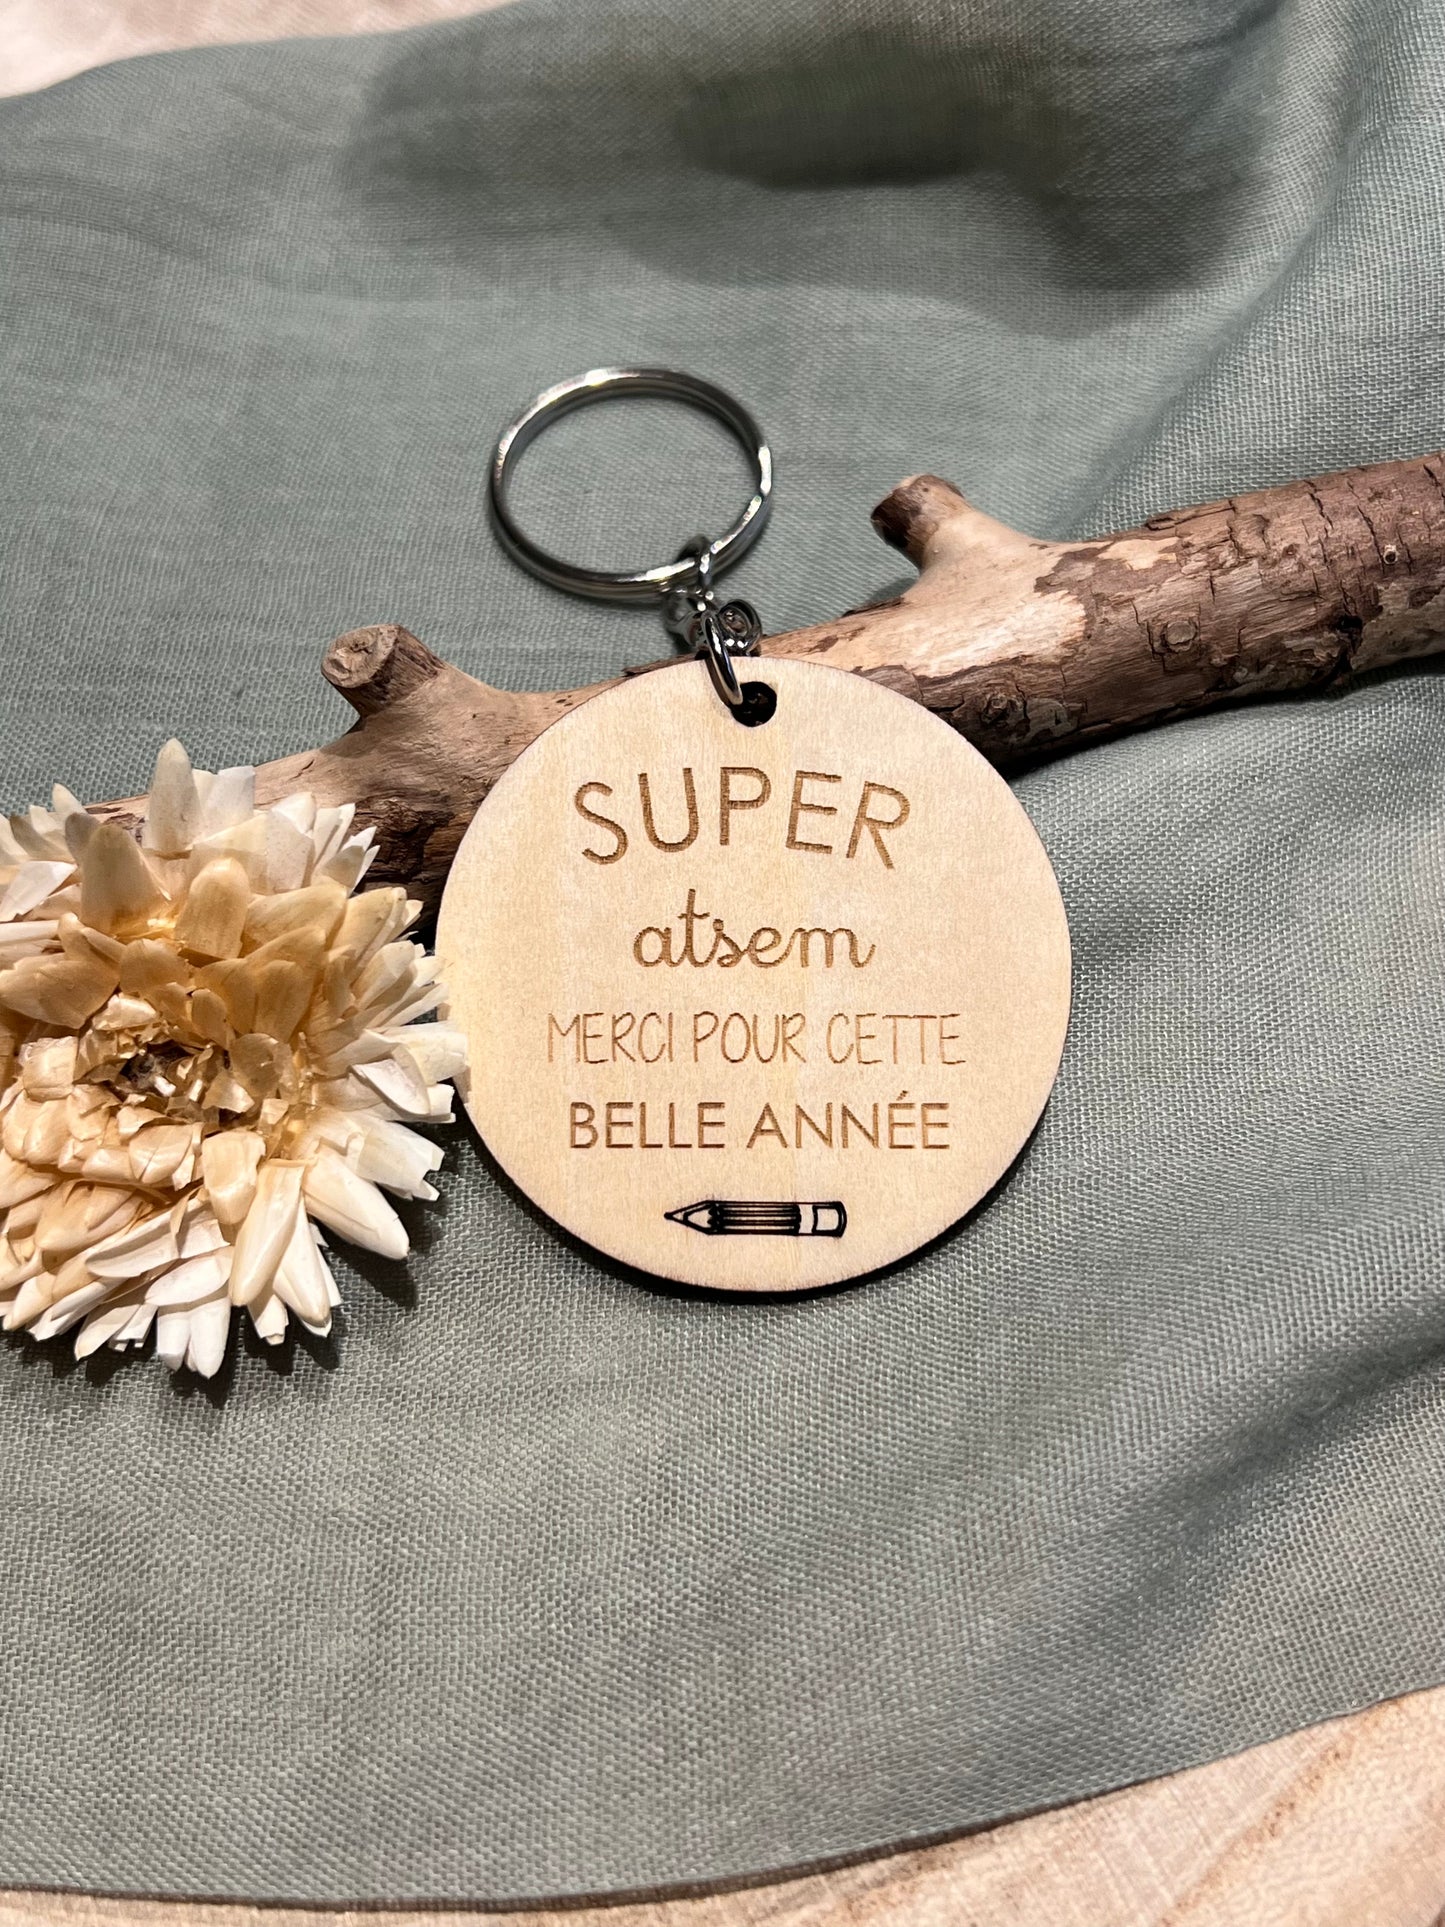 SUPER
atsem
MERCI POUR CETTE
BELLE ANNÉE